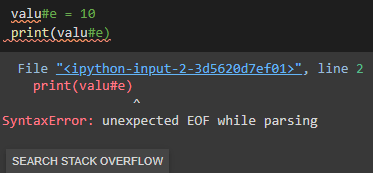 valu#e = 10
print(valu#e)
File "<ipython-input-2-3d5620d7ef01>", line 2
print(valu#e)
^
SyntaxError: unexpected EOF while parsing
SEARCH STACK OVERFLOW